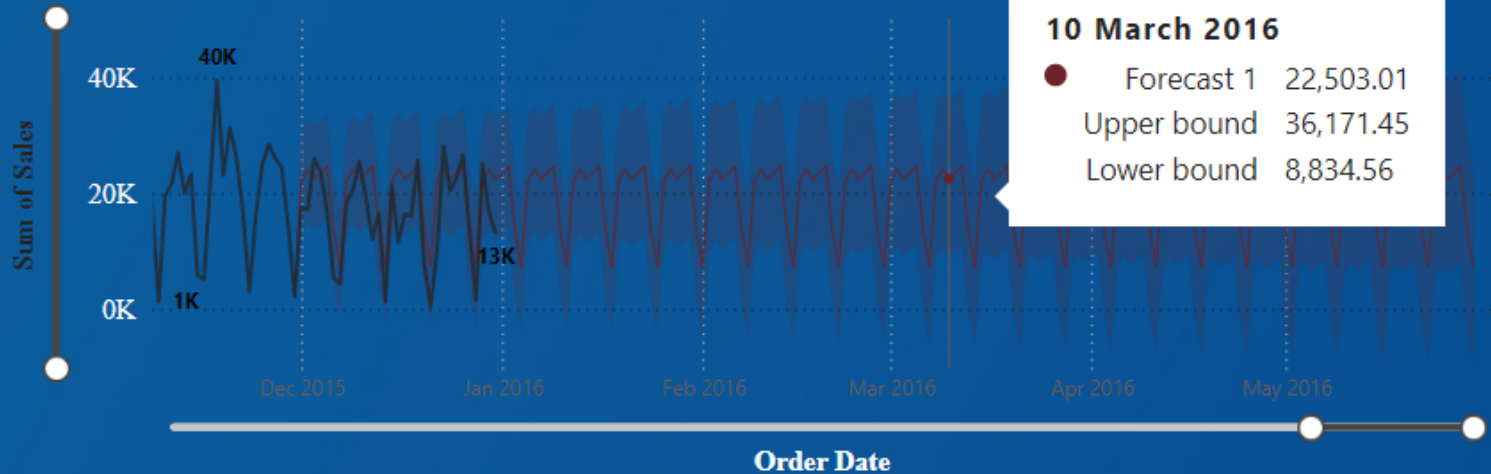 10 March 2016
Forecast 1 22,503.01
Upper bound 36,171.45
Lower bound 8,834.56
Sum of Sales
40K
20K
0K
40K
1K
13K
Dec 2015 Jan 2016 Feb 2016 Mar 2016 Apr 2016 May 2016
Order Date